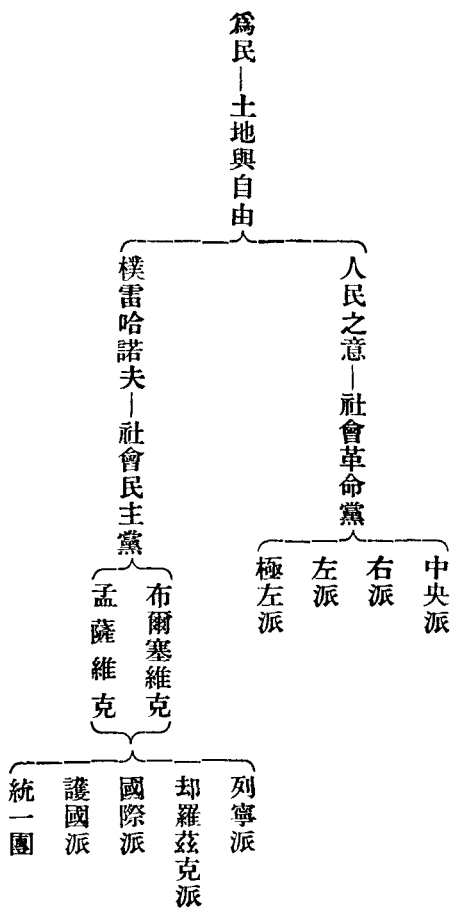 爲民—土地與自由
人民之意—社會革命黨
中央派
右派
左派
極左派
樸雷哈諾夫—社會民主黨
布爾塞維克
孟薩維克
列寧派
却羅茲克派
國際派
護國派
統一團